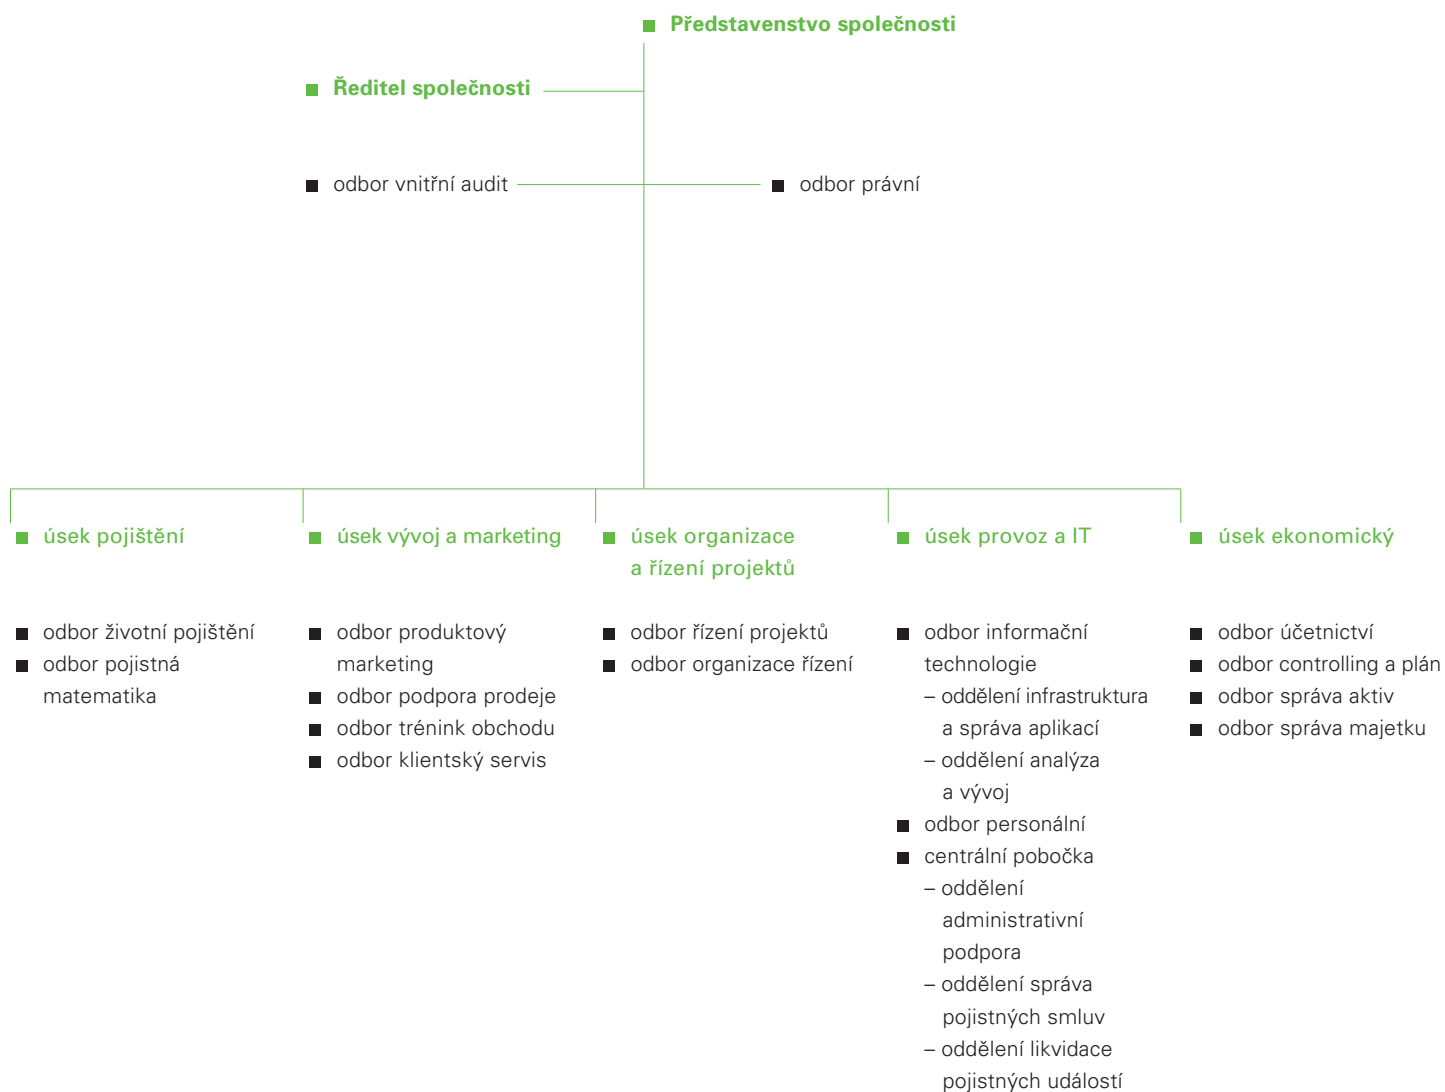 Představenstvo společnosti
Ředitel společnosti
odbor vnitřní audit
odbor právní
úsek pojištění
odbor životní pojištění
odbor pojistná
matematika
úsek vývoj a marketing
odbor produktový
marketing
odbor podpora prodeje
odbor trénink obchodu
odbor klientský servis
úsek organizace
a řízení projektů
odbor řízení projektů
odbor organizace řízení
úsek provoz a IT
odbor informační
technologie
– oddělení infrastruktura
a správa aplikací
– oddělení analýza
a vývoj
odbor personální
centrální pobočka
– oddělení
administrativní
podpora
– oddělení správa
pojistných smluv
– oddělení likvidace
pojistných událostí
úsek ekonomický
odbor účetnictví
odbor controlling a plán
odbor správa aktiv
odbor správa majetku